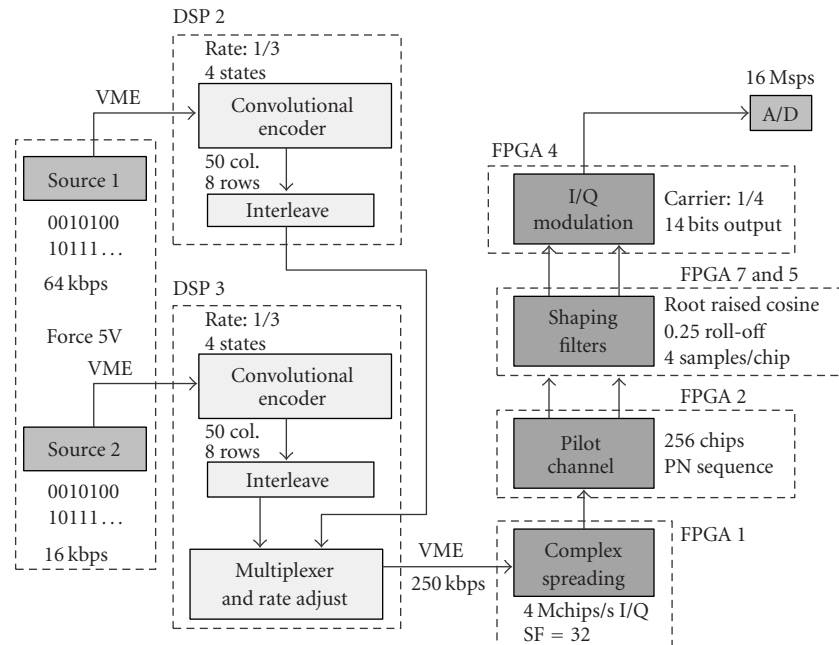 DSP 2
Rate: 1/3
4 states
VME
Convolutional
encoder
50 col.
8 rows
Interleave
Source 1
0010100
10111...
64 kbps
Force 5V
VME
Source 2
0010100
10111...
16 kbps
DSP 3
Rate: 1/3
4 states
Convolutional
encoder
50 col.
8 rows
Interleave
Multiplexer
and rate adjust
VME
250 kbps
16 Msps
A/D
FPGA 4
I/Q
modulation
Carrier: 1/4
14 bits output
FPGA 7 and 5
Shaping
filters
Root raised cosine
0.25 roll-off
4 samples/chip
FPGA 2
Pilot
channel
256 chips
PN sequence
FPGA 1
Complex
spreading
4 Mchips/s I/Q
SF = 32